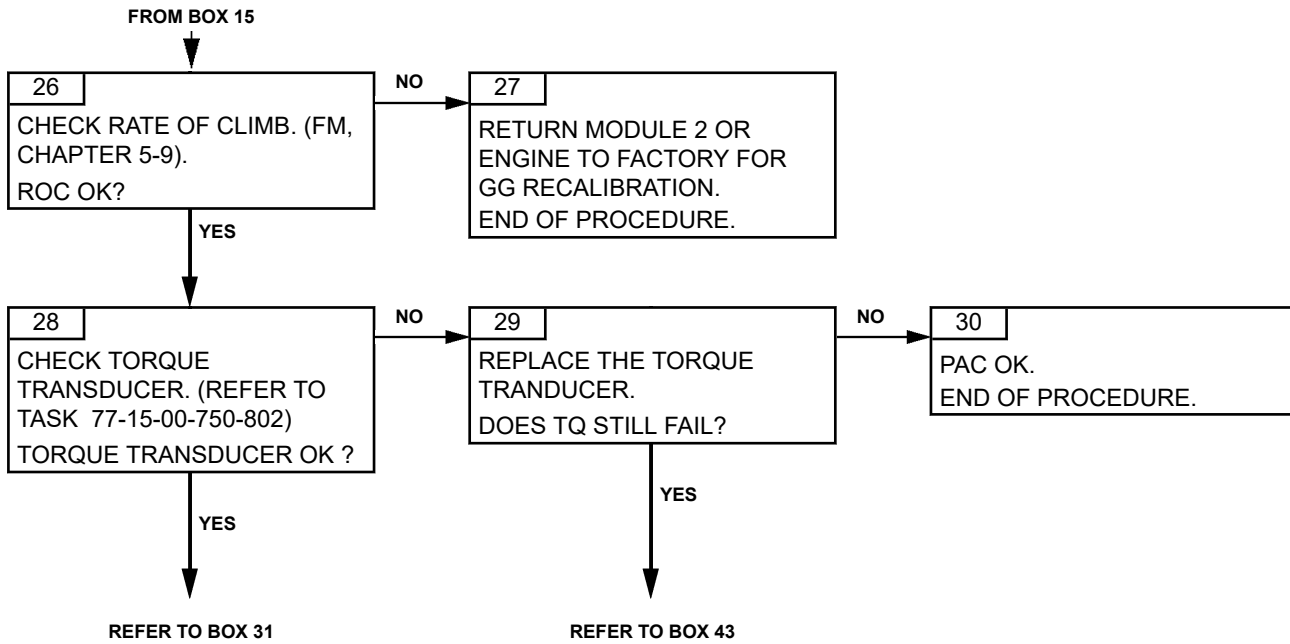 FROM BOX 15
26
CHECK RATE OF CLIMB. (FM,
CHAPTER 5-9).
ROC OK?
NO
27
RETURN MODULE 2 OR
ENGINE TO FACTORY FOR
GG RECALIBRATION.
END OF PROCEDURE.
YES
28
CHECK TORQUE
TRANSDUCER. (REFER TO
TASK 77-15-00-750-802)
TORQUE TRANSDUCER OK ?
NO
29
REPLACE THE TORQUE
TRANDUCER.
DOES TQ STILL FAIL?
NO
30
PAC OK.
END OF PROCEDURE.
YES
YES
REFER TO BOX 31
REFER TO BOX 43